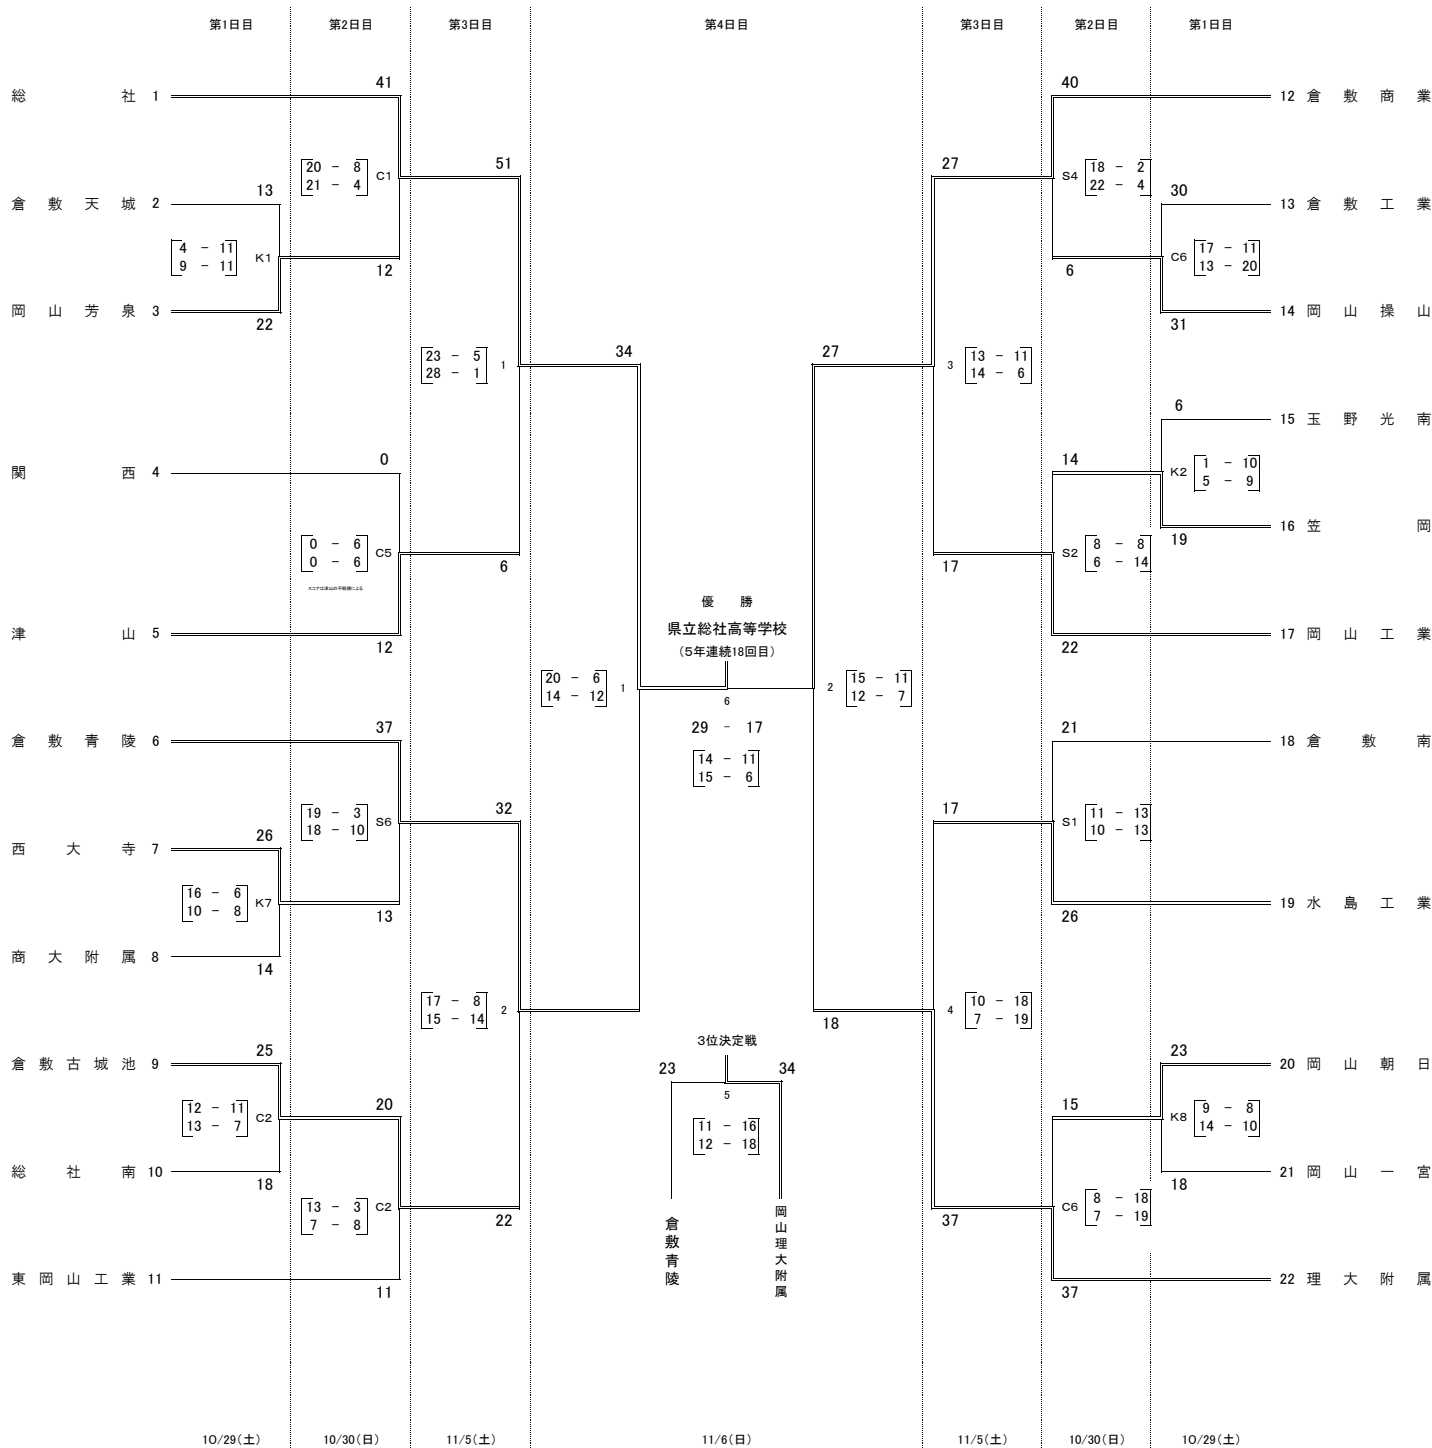 第1日目 第2日目 第3日目 第4日目 第3日目 第2日目 第1日目
41 40
総社 1 12 倉敷商業
20 - 8 C1 51 27 S4 18 - 2
21 - 4 22 - 4
13 30
倉敷天城 2 13 倉敷工業
4 - 11 K1 C6 17 - 11
9 - 11 13 - 20
12 6
岡山芳泉 3 14 岡山操山
22 31
23 - 5 1 34 27 3 13 - 11
28 - 1 14 - 6
6
15 玉野光南
0 14
関西 4 K2 1 - 10
5 - 9
16 笠岡
19
0 - 6 C5 S2 8 - 8
0 - 6 6 - 14
6 17
スコアは津山の不戦勝による
優勝
県立総社高等学校
(5年連続18回目)
津山 5 17 岡山工業
12 22
20 - 6 1 2 15 - 11
14 - 12 12 - 7
6
29 - 17
14 - 11
15 - 6
37 21
倉敷青陵 6 18 倉敷南
19 - 3 S6 32 17 S1 11 - 13
18 - 10 10 - 13
26
西大寺 7
16 - 6 K7
10 - 8
13 26
19 水島工業
商大附属 8
14
17 - 8 2 4 10 - 18
15 - 14 7 - 19
18
3位決定戦
25 23 34 23
倉敷古城池 9 20 岡山朝日
5
12 - 11 C2 20 15 K8 9 - 8
13 - 7 14 - 10
11 - 16
12 - 18
総社南 10 21 岡山一宮
18 18
13 - 3 C2 C6 8 - 18
7 - 8 7 - 19
22 37
倉敷青陵
岡山理大附属
東岡山工業 11 22 理大附属
11 37
10/29(土) 10/30(日) 11/5(土) 11/6(日) 11/5(土) 10/30(日) 10/29(土)